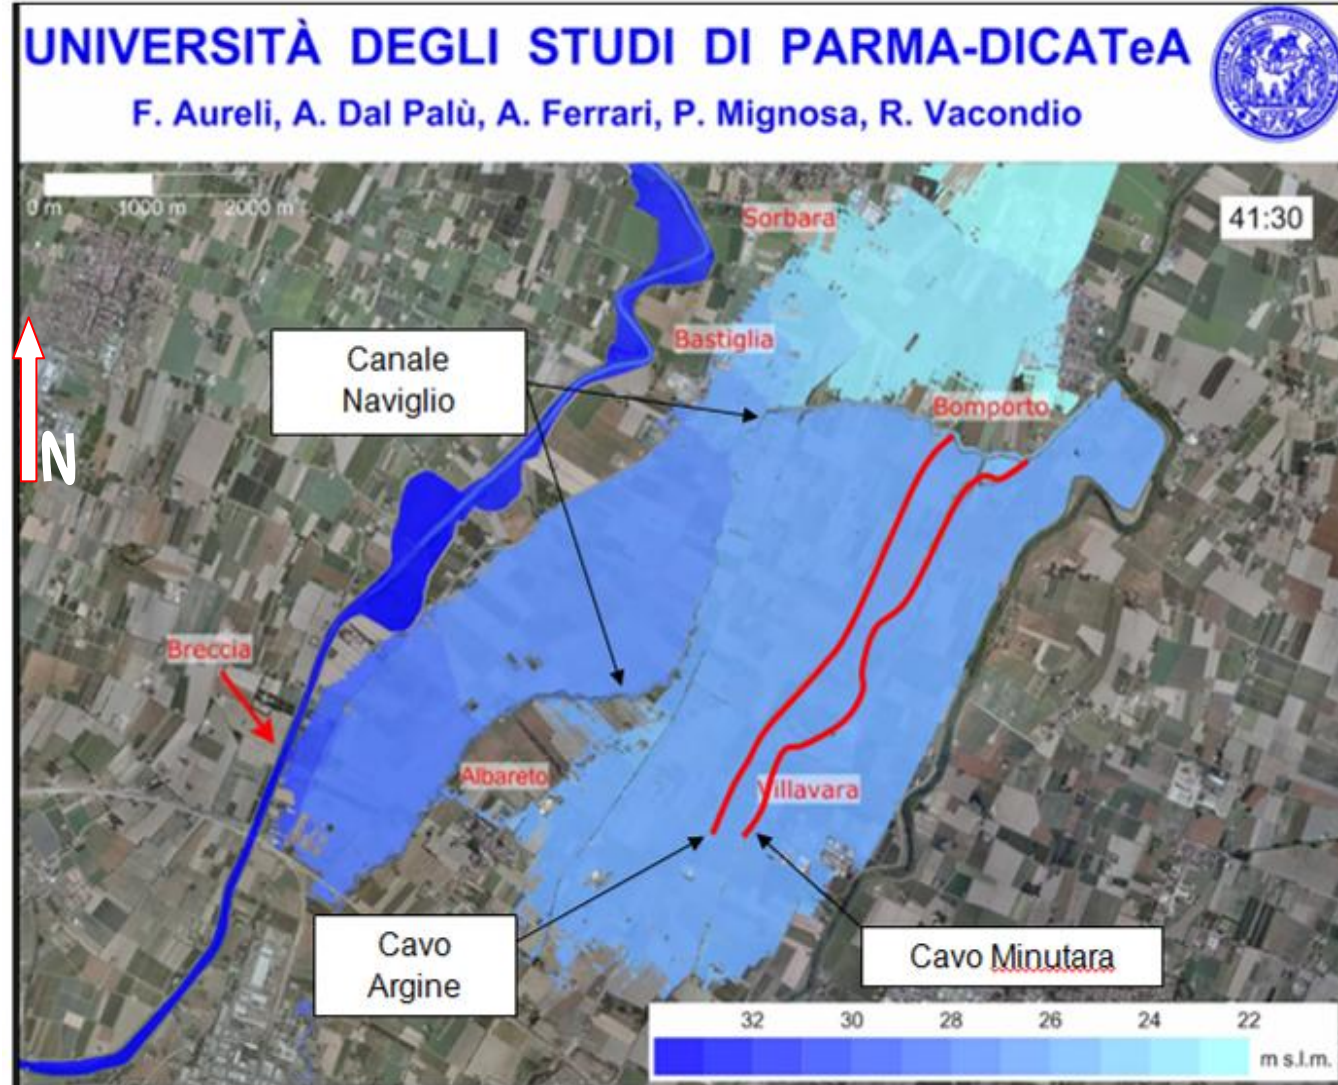 UNIVERSITÀ DEGLI STUDI DI PARMA-DICATeA
F. Aureli, A. Dal Palù, A. Ferrari, P. Mignosa, R. Vacondio
0 m 1000 m 2000 m
41:30
Sorbara
Bastiglia
Canale
Naviglio
Bomporto
N
Breccia
Albareto
Villavara
Cavo
Argine
Cavo Minutara
32 30 28 26 24 22
m s.l.m.